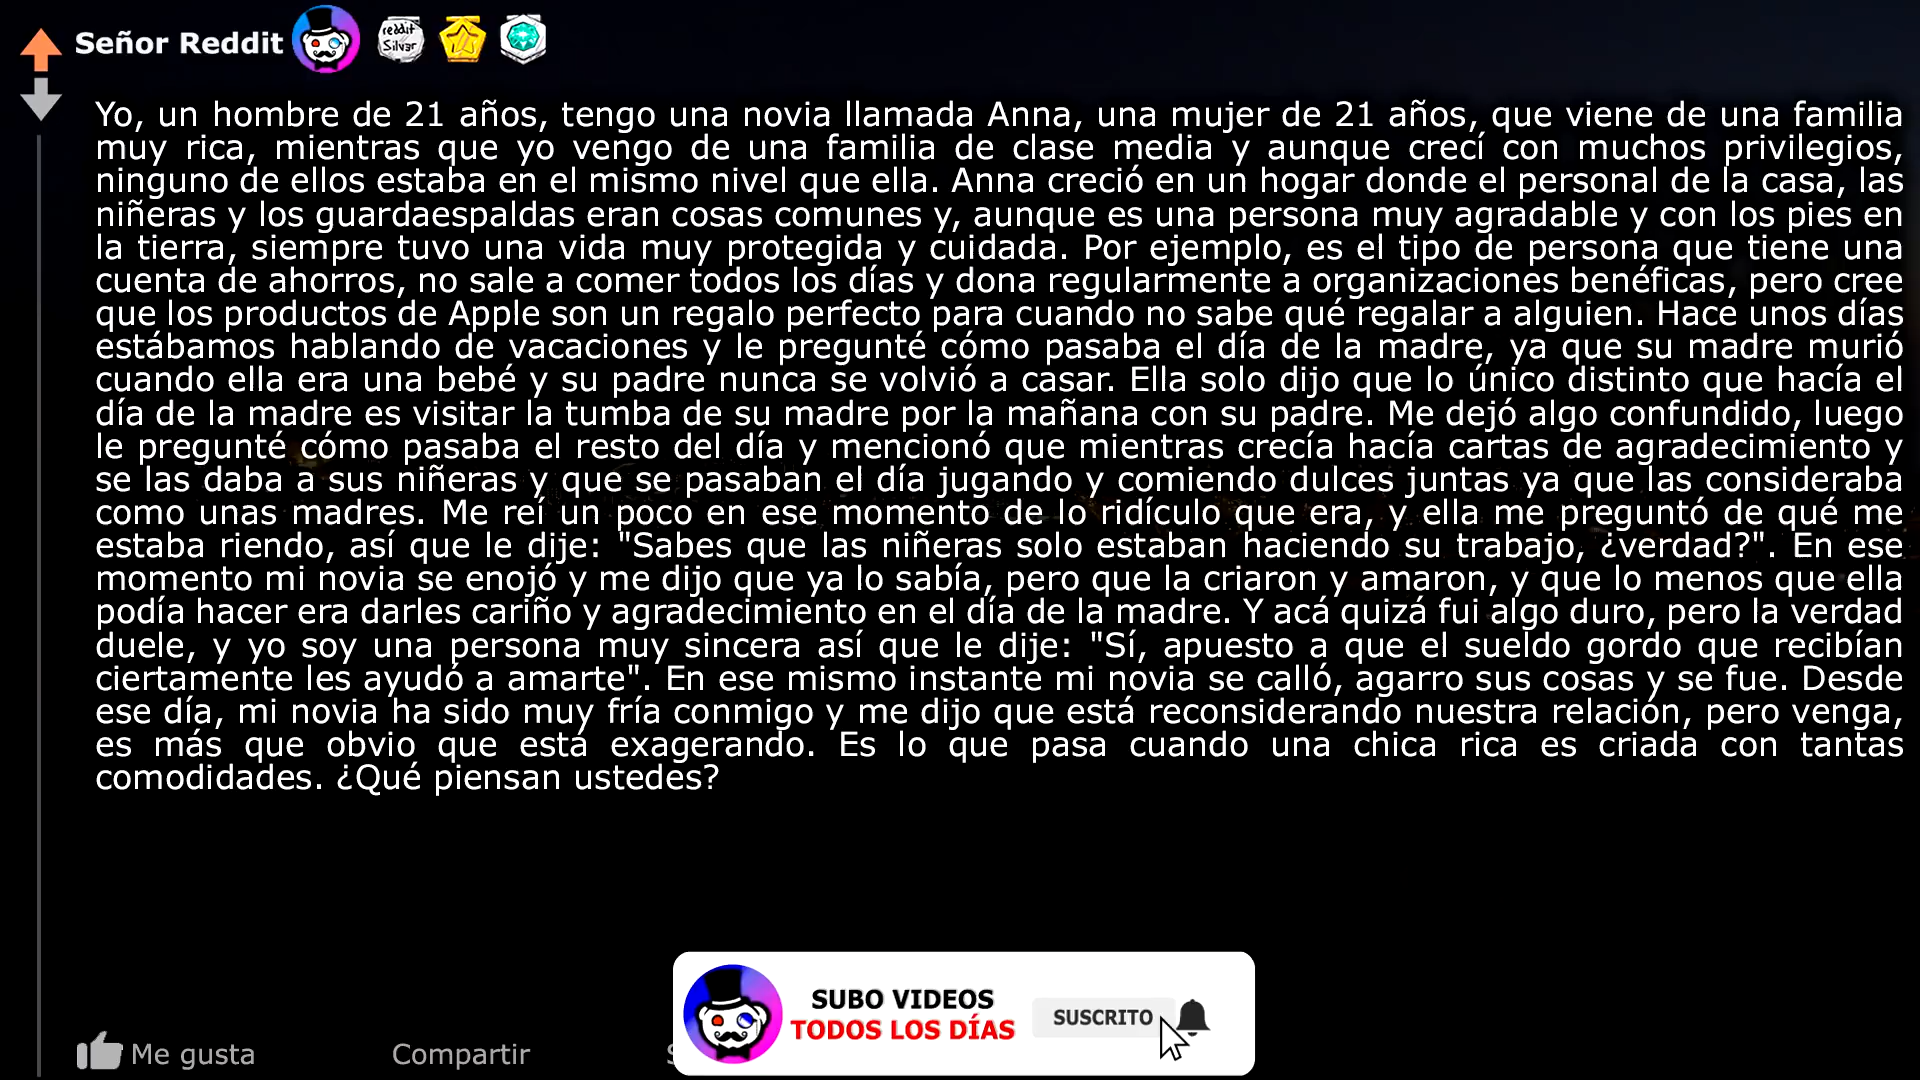 Señor Reddit
reddit
Silvər
Yo, un hombre de 21 años, tengo una novia llamada Anna, una mujer de 21 años, que viene de una familia
muy rica, mientras que yo vengo de una familia de clase media y aunque crecí con muchos privilegios,
ninguno de ellos estaba en el mismo nivel que ella. Anna creció en un hogar donde el personal de la casa, las
niñeras y los guardaespaldas eran cosas comunes y, aunque es una persona muy agradable y con los pies en
la tierra, siempre tuvo una vida muy protegida y cuidada. Por ejemplo, es el tipo de persona que tiene una
cuenta de ahorros, no sale a comer todos los días y dona regularmente a organizaciones benéficas, pero cree
que los productos de Apple son un regalo perfecto para cuando no sabe qué regalar a alguien. Hace unos días
estábamos hablando de vacaciones y le pregunté cómo pasaba el día de la madre, ya que su madre murió
cuando ella era una bebé y su padre nunca se volvió a casar. Ella solo dijo que lo único distinto que hacía el
día de la madre es visitar la tumba de su madre por la mañana con su padre. Me dejó algo confundido, luego
le pregunté cómo pasaba el resto del día y mencionó que mientras crecía hacía cartas de agradecimiento y
se las daba a sus niñeras y que se pasaban el día jugando y comiendo dulces juntas ya que las consideraba
como unas madres. Me reí un poco en ese momento de lo ridículo que era, y ella me preguntó de qué me
estaba riendo, así que le dije: "Sabes que las niñeras solo estaban haciendo su trabajo, ¿verdad?". En ese
momento mi novia se enojó y me dijo que ya lo sabía, pero que la criaron y amaron, y que lo menos que ella
podía hacer era darles cariño y agradecimiento en el día de la madre. Y acá quizá fui algo duro, pero la verdad
duele, y yo soy una persona muy sincera así que le dije: "Sí, apuesto a que el sueldo gordo que recibían
ciertamente les ayudó a amarte". En ese mismo instante mi novia se calló, agarro sus cosas y se fue. Desde
ese día, mi novia ha sido muy fría conmigo y me dijo que está reconsiderando nuestra relación, pero venga,
es más que obvio que está exagerando. Es lo que pasa cuando una chica rica es criada con tantas
comodidades. ¿Qué piensan ustedes?
SUBO VIDEOS
TODOS LOS DÍAS
SUSCRITO
Me gusta
Compartir